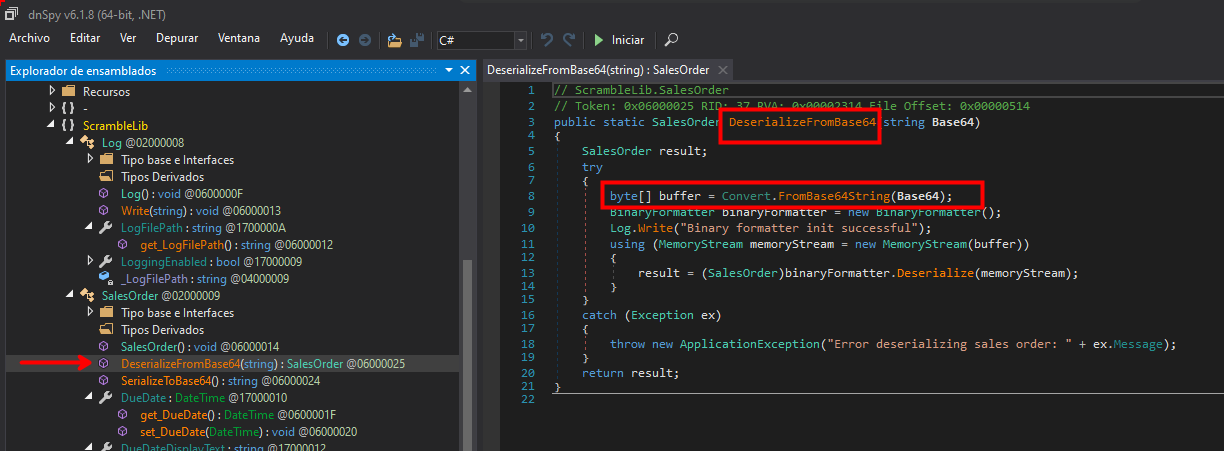 dnSpy v6.1.8 (64-bit, .NET)
Archivo Editar Ver Depurar Ventana Ayuda C# Iniciar
Explorador de ensamblados
Recursos
{ } -
{ } ScrambleLib
Log @02000008
Tipo base e Interfaces
Tipos Derivados
Log() : void @0600000F
Write(string) : void @06000013
LogFilePath : string @1700000A
get_LogFilePath() : string @06000012
LoggingEnabled : bool @17000009
_LogFilePath : string @04000009
SalesOrder @02000009
Tipo base e Interfaces
Tipos Derivados
SalesOrder() : void @06000014
DeserializeFromBase64(string) : SalesOrder @06000025
SerializeToBase64() : string @06000024
DueDate : DateTime @17000010
get_DueDate() : DateTime @0600001F
set_DueDate(DateTime) : void @06000020
DueDateDisplayText : string @17000012
DeserializeFromBase64(string) : SalesOrder
1 // ScrambleLib.SalesOrder
2 // Token: 0x06000025 RID: 37 RVA: 0x00002314 File Offset: 0x00000514
3 public static SalesOrder DeserializeFromBase64(string Base64)
4 {
5 SalesOrder result;
6 try
7 {
8 byte[] buffer = Convert.FromBase64String(Base64);
9 BinaryFormatter binaryFormatter = new BinaryFormatter();
10 Log.Write("Binary formatter init successful");
11 using (MemoryStream memoryStream = new MemoryStream(buffer))
12 {
13 result = (SalesOrder)binaryFormatter.Deserialize(memoryStream);
14 }
15 }
16 catch (Exception ex)
17 {
18 throw new ApplicationException("Error deserializing sales order: " + ex.Message);
19 }
20 return result;
21 }
22